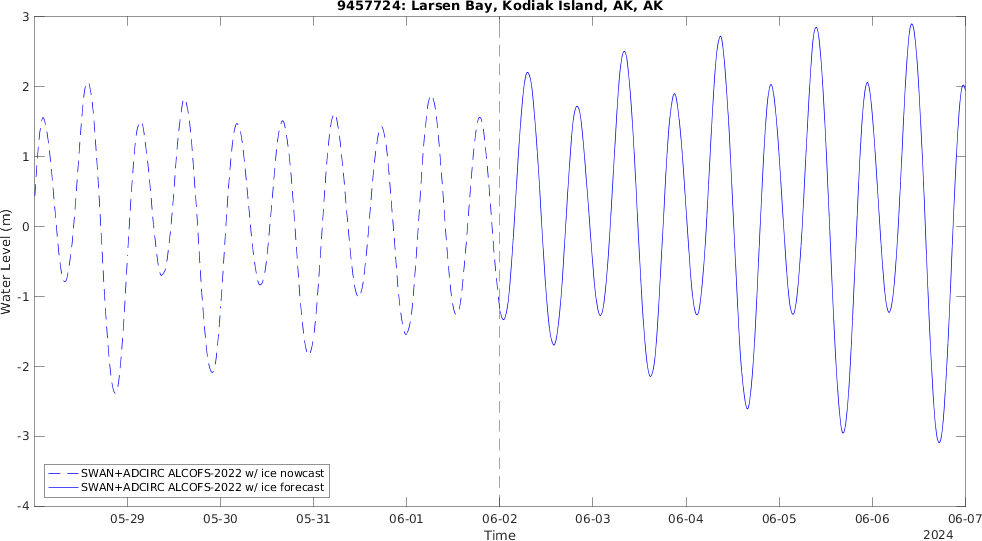 9457724: Larsen Bay, Kodiak Island, AK, AK
3
2
1
0
-1
-2
-3
-4
Water Level (m)
SWAN+ADCIRC ALCOFS-2022 w/ ice nowcast
SWAN+ADCIRC ALCOFS-2022 w/ ice forecast
05-29 05-30 05-31 06-01 06-02 06-03 06-04 06-05 06-06 06-07
Time
2024